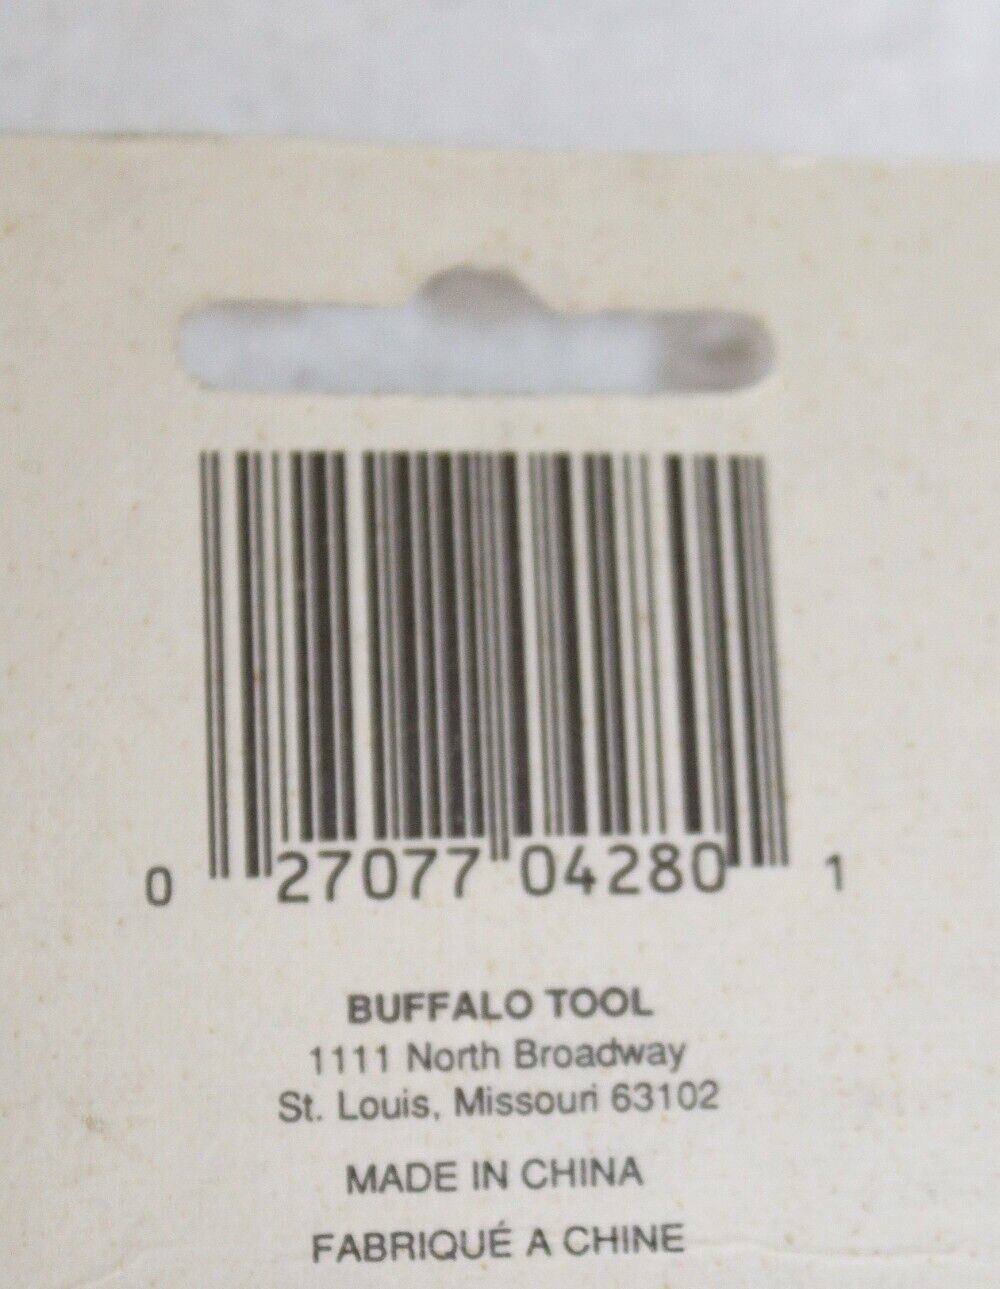 0 27077 04280 1
BUFFALO TOOL
1111 North Broadway
St. Louis, Missouri 63102
MADE IN CHINA
FABRIQUÉ A CHINE